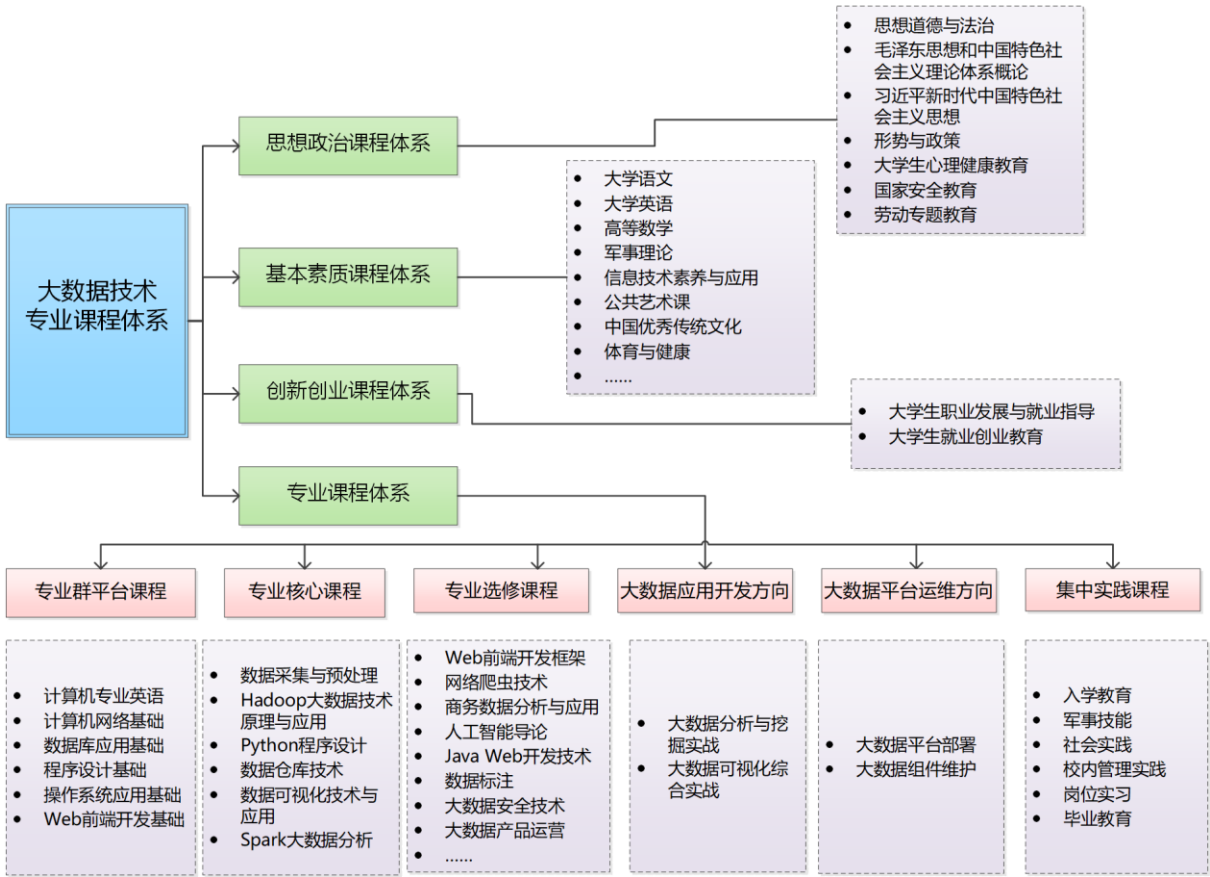 大数据技术
专业课程体系
思想政治课程体系
基本素质课程体系
创新创业课程体系
专业课程体系
● 思想道德与法治
● 毛泽东思想和中国特色社
会主义理论体系概论
● 习近平新时代中国特色社
会主义思想
● 形势与政策
● 大学生心理健康教育
● 国家安全教育
● 劳动专题教育
● 大学语文
● 大学英语
● 高等数学
● 军事理论
● 信息技术素养与应用
● 公共艺术课
● 中国优秀传统文化
● 体育与健康
● ......
● 大学生职业发展与就业指导
● 大学生就业创业教育
专业群平台课程
● 计算机专业英语
● 计算机网络基础
● 数据库应用基础
● 程序设计基础
● 操作系统应用基础
● Web前端开发基础
专业核心课程
● 数据采集与预处理
● Hadoop大数据技术
原理与应用
● Python程序设计
● 数据仓库技术
● 数据可视化技术与
应用
● Spark大数据分析
专业选修课程
● Web前端开发框架
● 网络爬虫技术
● 商务数据分析与应用
● 人工智能导论
● Java Web开发技术
● 数据标注
● 大数据安全技术
● 大数据产品运营
● ......
大数据应用开发方向
● 大数据分析与挖
掘实战
● 大数据可视化综
合实战
大数据平台运维方向
● 大数据平台部署
● 大数据组件维护
集中实践课程
● 入学教育
● 军事技能
● 社会实践
● 校内管理实践
● 岗位实习
● 毕业教育